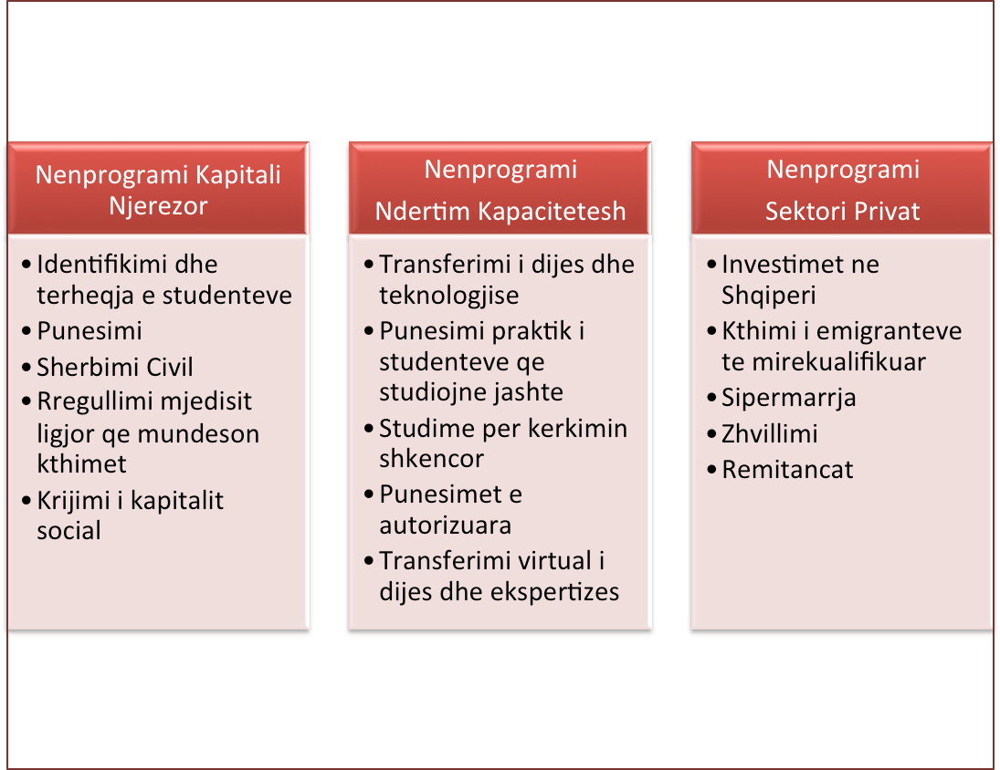 Nenprogrami Kapitali
Njerezor
• Identifikimi dhe
terheqja e studenteve
• Punesimi
• Sherbimi Civil
• Rregullimi mjedisit
ligjor qe mundeson
kthimet
• Krijimi i kapitalit
social
Nenprogrami
Ndertim Kapacitetesh
• Transferimi i dijes dhe
teknologjise
• Punesimi praktik i
studenteve qe
studiojne jashte
• Studime per kerkimin
shkencor
• Punesimet e
autorizuara
• Transferimi virtual i
dijes dhe ekspertizes
Nenprogrami
Sektori Privat
• Investimet ne
Shqiperi
• Kthimi i emigranteve
te mirekualifikuar
• Sipermarrja
• Zhvillimi
• Remitancat